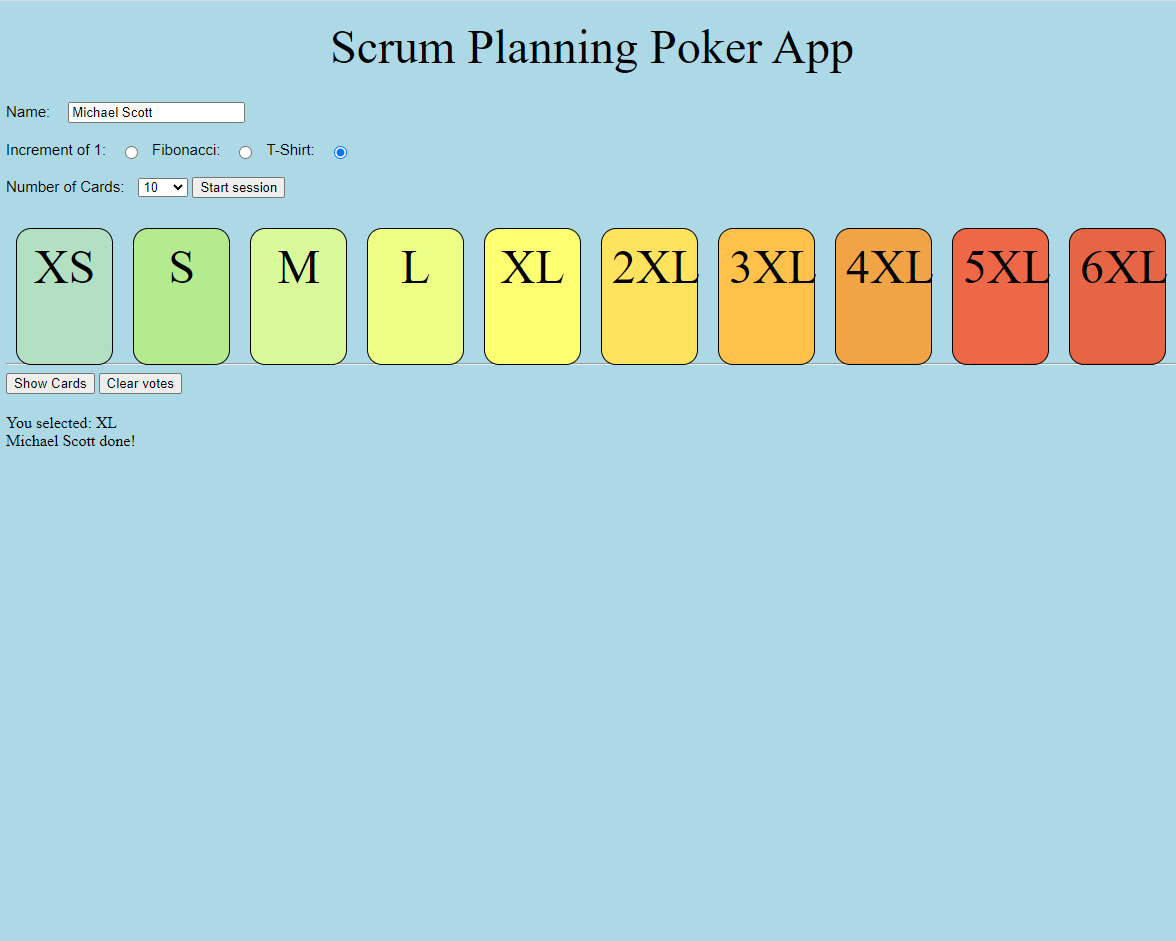 Scrum Planning Poker App
Name: Michael Scott
Increment of 1: Fibonacci: T-Shirt:
Number of Cards: 10 Start session
XS S M L XL 2XL 3XL 4XL 5XL 6XL
Show Cards Clear votes
You selected: XL
Michael Scott done!